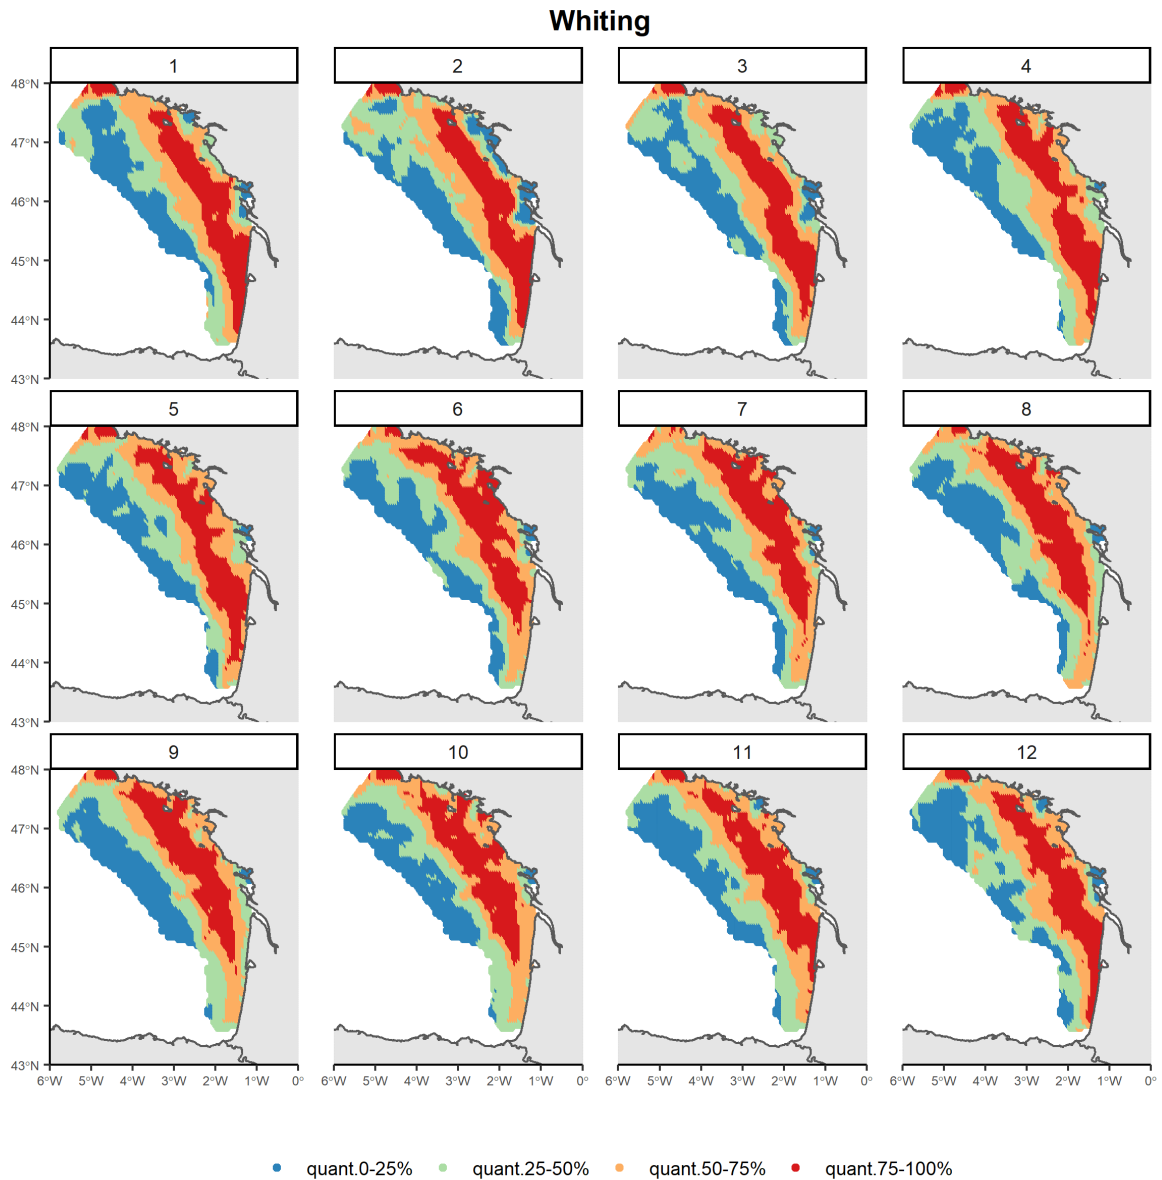 Whiting
1 2 3 4
48°N
47°N
46°N
45°N
44°N
43°N
5 6 7 8
48°N
47°N
46°N
45°N
44°N
43°N
9 10 11 12
48°N
47°N
46°N
45°N
44°N
43°N
6°W 5°W 4°W 3°W 2°W 1°W 0° 6°W 5°W 4°W 3°W 2°W 1°W 0° 6°W 5°W 4°W 3°W 2°W 1°W 0° 6°W 5°W 4°W 3°W 2°W 1°W 0°
quant.0-25% quant.25-50% quant.50-75% quant.75-100%